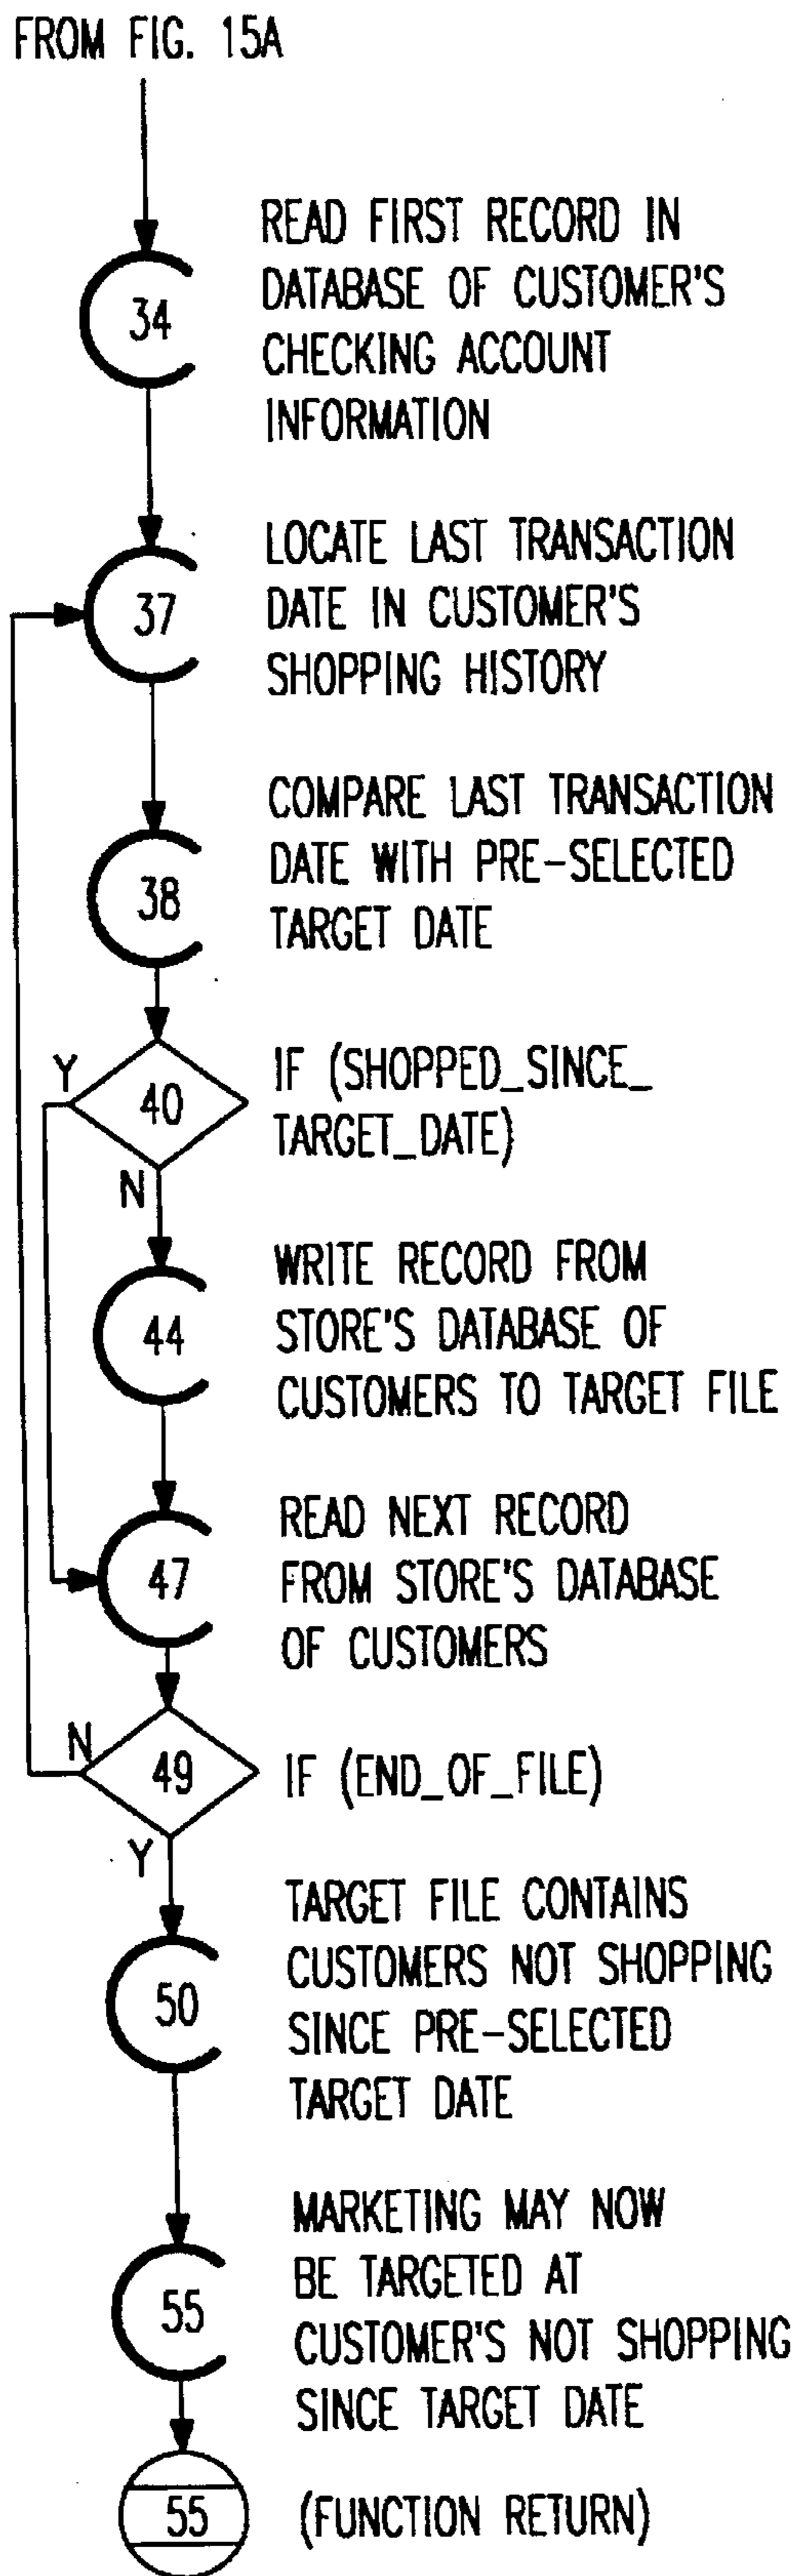 FROM FIG. 15A
34
READ FIRST RECORD IN
DATABASE OF CUSTOMER'S
CHECKING ACCOUNT
INFORMATION
37
LOCATE LAST TRANSACTION
DATE IN CUSTOMER'S
SHOPPING HISTORY
38
COMPARE LAST TRANSACTION
DATE WITH PRE-SELECTED
TARGET DATE
Y
40
N
IF (SHOPPED_SINCE_
TARGET_DATE)
44
WRITE RECORD FROM
STORE'S DATABASE OF
CUSTOMERS TO TARGET FILE
47
READ NEXT RECORD
FROM STORE'S DATABASE
OF CUSTOMERS
N
49
Y
IF (END_OF_FILE)
50
TARGET FILE CONTAINS
CUSTOMERS NOT SHOPPING
SINCE PRE-SELECTED
TARGET DATE
55
MARKETING MAY NOW
BE TARGETED AT
CUSTOMER'S NOT SHOPPING
SINCE TARGET DATE
55
(FUNCTION RETURN)